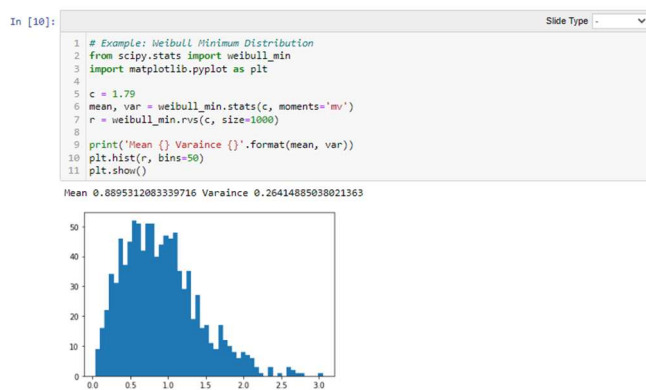 In [10]:
Slide Type -
1 # Example: Weibull Minimum Distribution
2 from scipy.stats import weibull_min
3 import matplotlib.pyplot as plt
4
5 c = 1.79
6 mean, var = weibull_min.stats(c, moments='mv')
7 r = weibull_min.rvs(c, size=1000)
8
9 print('Mean {} Varaince {}'.format(mean, var))
10 plt.hist(r, bins=50)
11 plt.show()
Mean 0.8895312083339716 Varaince 0.26414885038021363
50
40
30
20
10
0
0.0 0.5 1.0 1.5 2.0 2.5 3.0